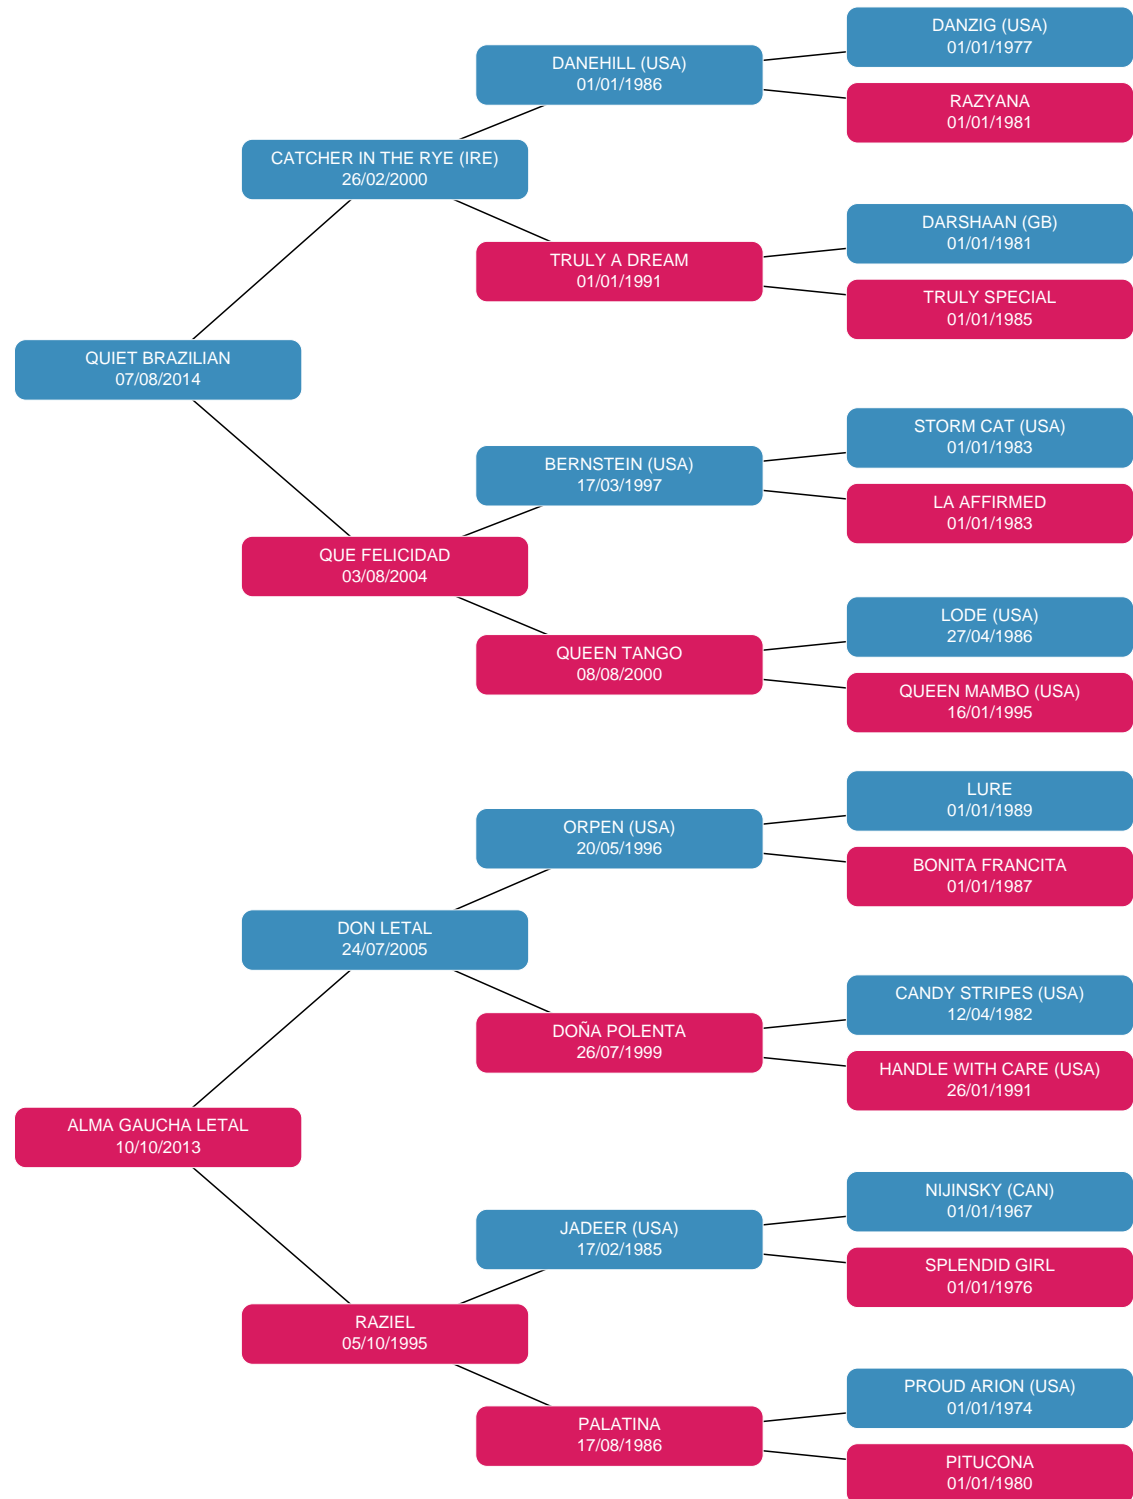 DANZIG (USA)
01/01/1977
DANEHILL (USA)
01/01/1986
RAZYANA
01/01/1981
CATCHER IN THE RYE (IRE)
26/02/2000
DARSHAAN (GB)
01/01/1981
TRULY A DREAM
01/01/1991
TRULY SPECIAL
01/01/1985
QUIET BRAZILIAN
07/08/2014
STORM CAT (USA)
01/01/1983
BERNSTEIN (USA)
17/03/1997
LA AFFIRMED
01/01/1983
QUE FELICIDAD
03/08/2004
LODE (USA)
27/04/1986
QUEEN TANGO
08/08/2000
QUEEN MAMBO (USA)
16/01/1995
LURE
01/01/1989
ORPEN (USA)
20/05/1996
BONITA FRANCITA
01/01/1987
DON LETAL
24/07/2005
CANDY STRIPES (USA)
12/04/1982
DOÑA POLENTA
26/07/1999
HANDLE WITH CARE (USA)
26/01/1991
ALMA GAUCHA LETAL
10/10/2013
NIJINSKY (CAN)
01/01/1967
JADEER (USA)
17/02/1985
SPLENDID GIRL
01/01/1976
RAZIEL
05/10/1995
PROUD ARION (USA)
01/01/1974
PALATINA
17/08/1986
PITUCONA
01/01/1980